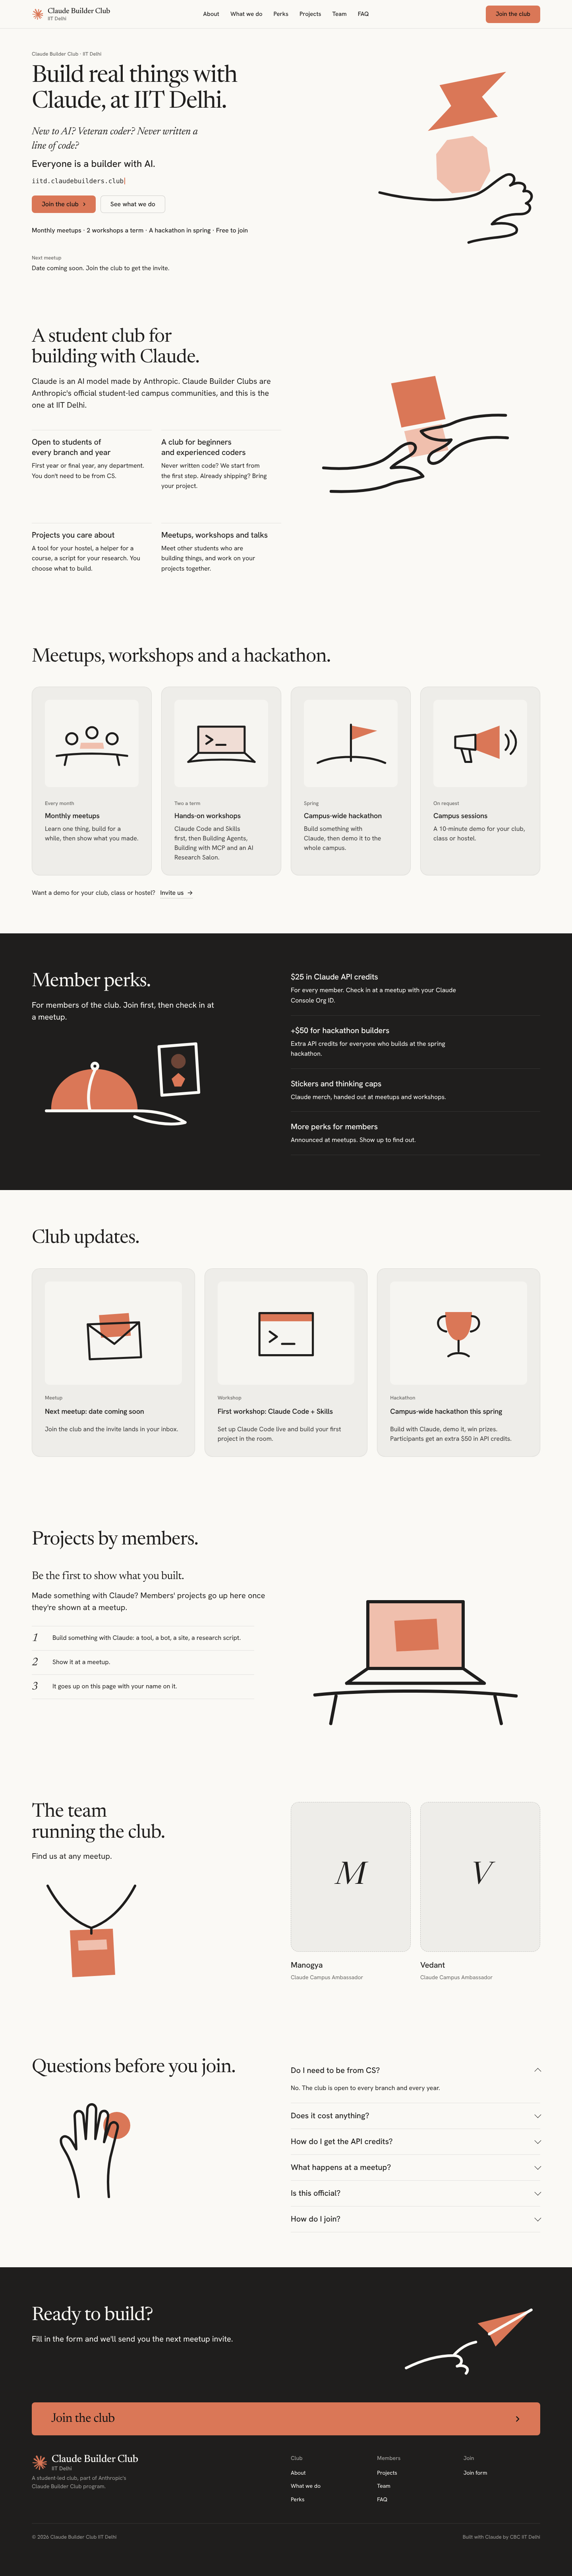 Claude Builder Club
IIT Delhi
About
What we do
Perks
Projects
Team
FAQ
Join the club
Claude Builder Club · IIT Delhi
Build real things with
Claude, at IIT Delhi.
New to AI? Veteran coder? Never written a
line of code?
Everyone is a builder with AI.
iitd.claudebuilders.club
Join the club
See what we do
Monthly meetups · 2 workshops a term · A hackathon in spring · Free to join
Next meetup
Date coming soon. Join the club to get the invite.
A student club for
building with Claude.
Claude is an AI model made by Anthropic. Claude Builder Clubs are
Anthropic's official student-led campus communities, and this is the
one at IIT Delhi.
Open to students of
every branch and year
First year or final year, any department.
You don't need to be from CS.
A club for beginners
and experienced coders
Never written code? We start from
the first step. Already shipping? Bring
your project.
Projects you care about
A tool for your hostel, a helper for a
course, a script for your research. You
choose what to build.
Meetups, workshops and talks
Meet other students who are
building things, and work on your
projects together.
Meetups, workshops and a hackathon.
Every month
Monthly meetups
Learn one thing, build for a
while, then show what you made.
Two a term
Hands-on workshops
Claude Code and Skills
first, then Building Agents,
Building with MCP and an AI
Research Salon.
Spring
Campus-wide hackathon
Build something with
Claude, then demo it to the
whole campus.
On request
Campus sessions
A 10-minute demo for your club,
class or hostel.
Want a demo for your club, class or hostel? Invite us →
Member perks.
For members of the club. Join first, then check in at
a meetup.
$25 in Claude API credits
For every member. Check in at a meetup with your Claude
Console Org ID.
+$50 for hackathon builders
Extra API credits for everyone who builds at the spring
hackathon.
Stickers and thinking caps
Claude merch, handed out at meetups and workshops.
More perks for members
Announced at meetups. Show up to find out.
Club updates.
Meetup
Next meetup: date coming soon
Join the club and the invite lands in your inbox.
Workshop
First workshop: Claude Code + Skills
Set up Claude Code live and build your first
project in the room.
Hackathon
Campus-wide hackathon this spring
Build with Claude, demo it, win prizes.
Participants get an extra $50 in API credits.
Projects by members.
Be the first to show what you built.
Made something with Claude? Members' projects go up here once
they're shown at a meetup.
1 Build something with Claude: a tool, a bot, a site, a research script.
2 Show it at a meetup.
3 It goes up on this page with your name on it.
The team
running the club.
Find us at any meetup.
M
Manogya
Claude Campus Ambassador
V
Vedant
Claude Campus Ambassador
Questions before you join.
Do I need to be from CS?
No. The club is open to every branch and every year.
Does it cost anything?
How do I get the API credits?
What happens at a meetup?
Is this official?
How do I join?
Ready to build?
Fill in the form and we'll send you the next meetup invite.
Join the club
Claude Builder Club
IIT Delhi
A student-led club, part of Anthropic's
Claude Builder Club program.
Club
About
What we do
Perks
Members
Projects
Team
FAQ
Join
Join form
© 2026 Claude Builder Club IIT Delhi
Built with Claude by CBC IIT Delhi